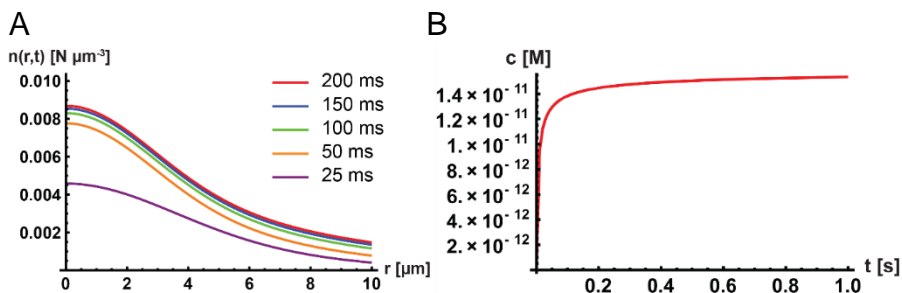 A
n(r,t) [N μm⁻³]
0.010
0.008
0.006
0.004
0.002
0 2 4 6 8 10
r [μm]
200 ms
150 ms
100 ms
50 ms
25 ms
B
c [M]
1.4 × 10⁻¹¹
1.2 × 10⁻¹¹
1. × 10⁻¹¹
8. × 10⁻¹²
6. × 10⁻¹²
4. × 10⁻¹²
2. × 10⁻¹²
0.2 0.4 0.6 0.8 1.0
t [s]